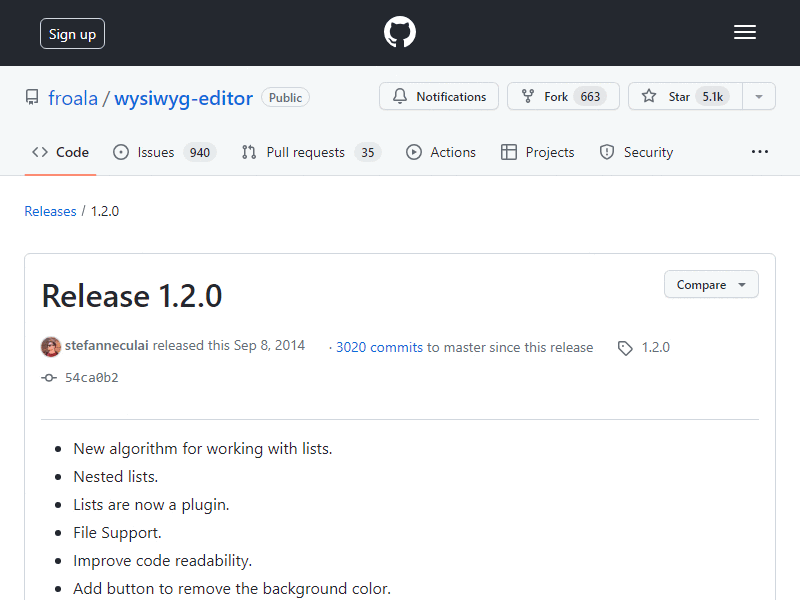 Sign up
froala / wysiwyg-editor Public Notifications Fork 663 Star 5.1k
Code Issues 940 Pull requests 35 Actions Projects Security
Releases / 1.2.0
Release 1.2.0 Compare
stefanneculai released this Sep 8, 2014 · 3020 commits to master since this release 1.2.0
54ca0b2
New algorithm for working with lists.
Nested lists.
Lists are now a plugin.
File Support.
Improve code readability.
Add button to remove the background color.